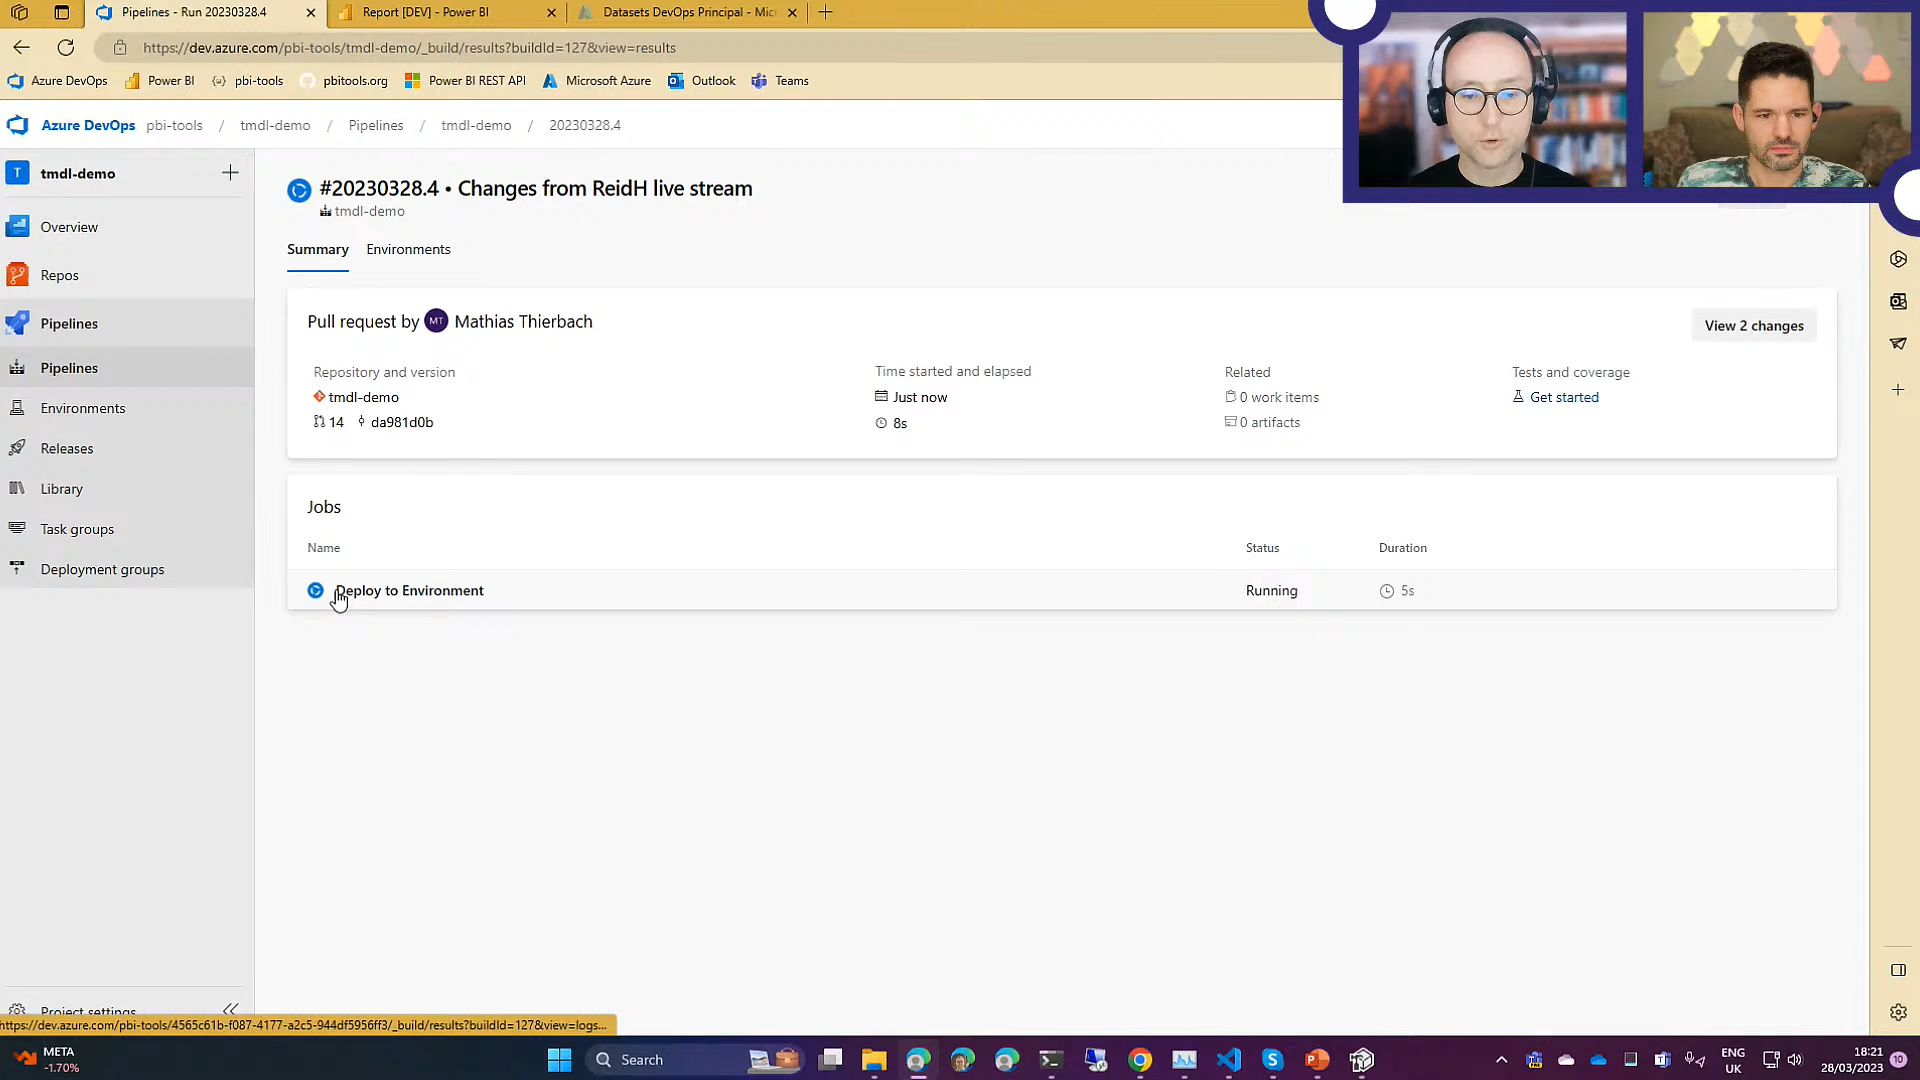 Pipelines - Run 20230328.4
Report [DEV] - Power BI
Datasets DevOps Principal - Mic
https://dev.azure.com/pbi-tools/tmdl-demo/_build/results?buildId=127&view=results
Azure DevOps
Power BI
pbi-tools
pbitools.org
Power BI REST API
Microsoft Azure
Outlook
Teams
Azure DevOps pbi-tools / tmdl-demo / Pipelines / tmdl-demo / 20230328.4
T tmdl-demo
Overview
Repos
Pipelines
Pipelines
Environments
Releases
Library
Task groups
Deployment groups
Project settings
#20230328.4 • Changes from ReidH live stream
tmdl-demo
Summary Environments
Pull request by MT Mathias Thierbach
View 2 changes
Repository and version
tmdl-demo
14 da981d0b
Time started and elapsed
Just now
8s
Related
0 work items
0 artifacts
Tests and coverage
Get started
Jobs
Name Status Duration
Deploy to Environment Running 5s
https://dev.azure.com/pbi-tools/4565c61b-f087-4177-a2c5-944df5956ff3/_build/results?buildId=127&view=logs...
META
-1.70%
Search
ENG
UK
18:21
28/03/2023
10